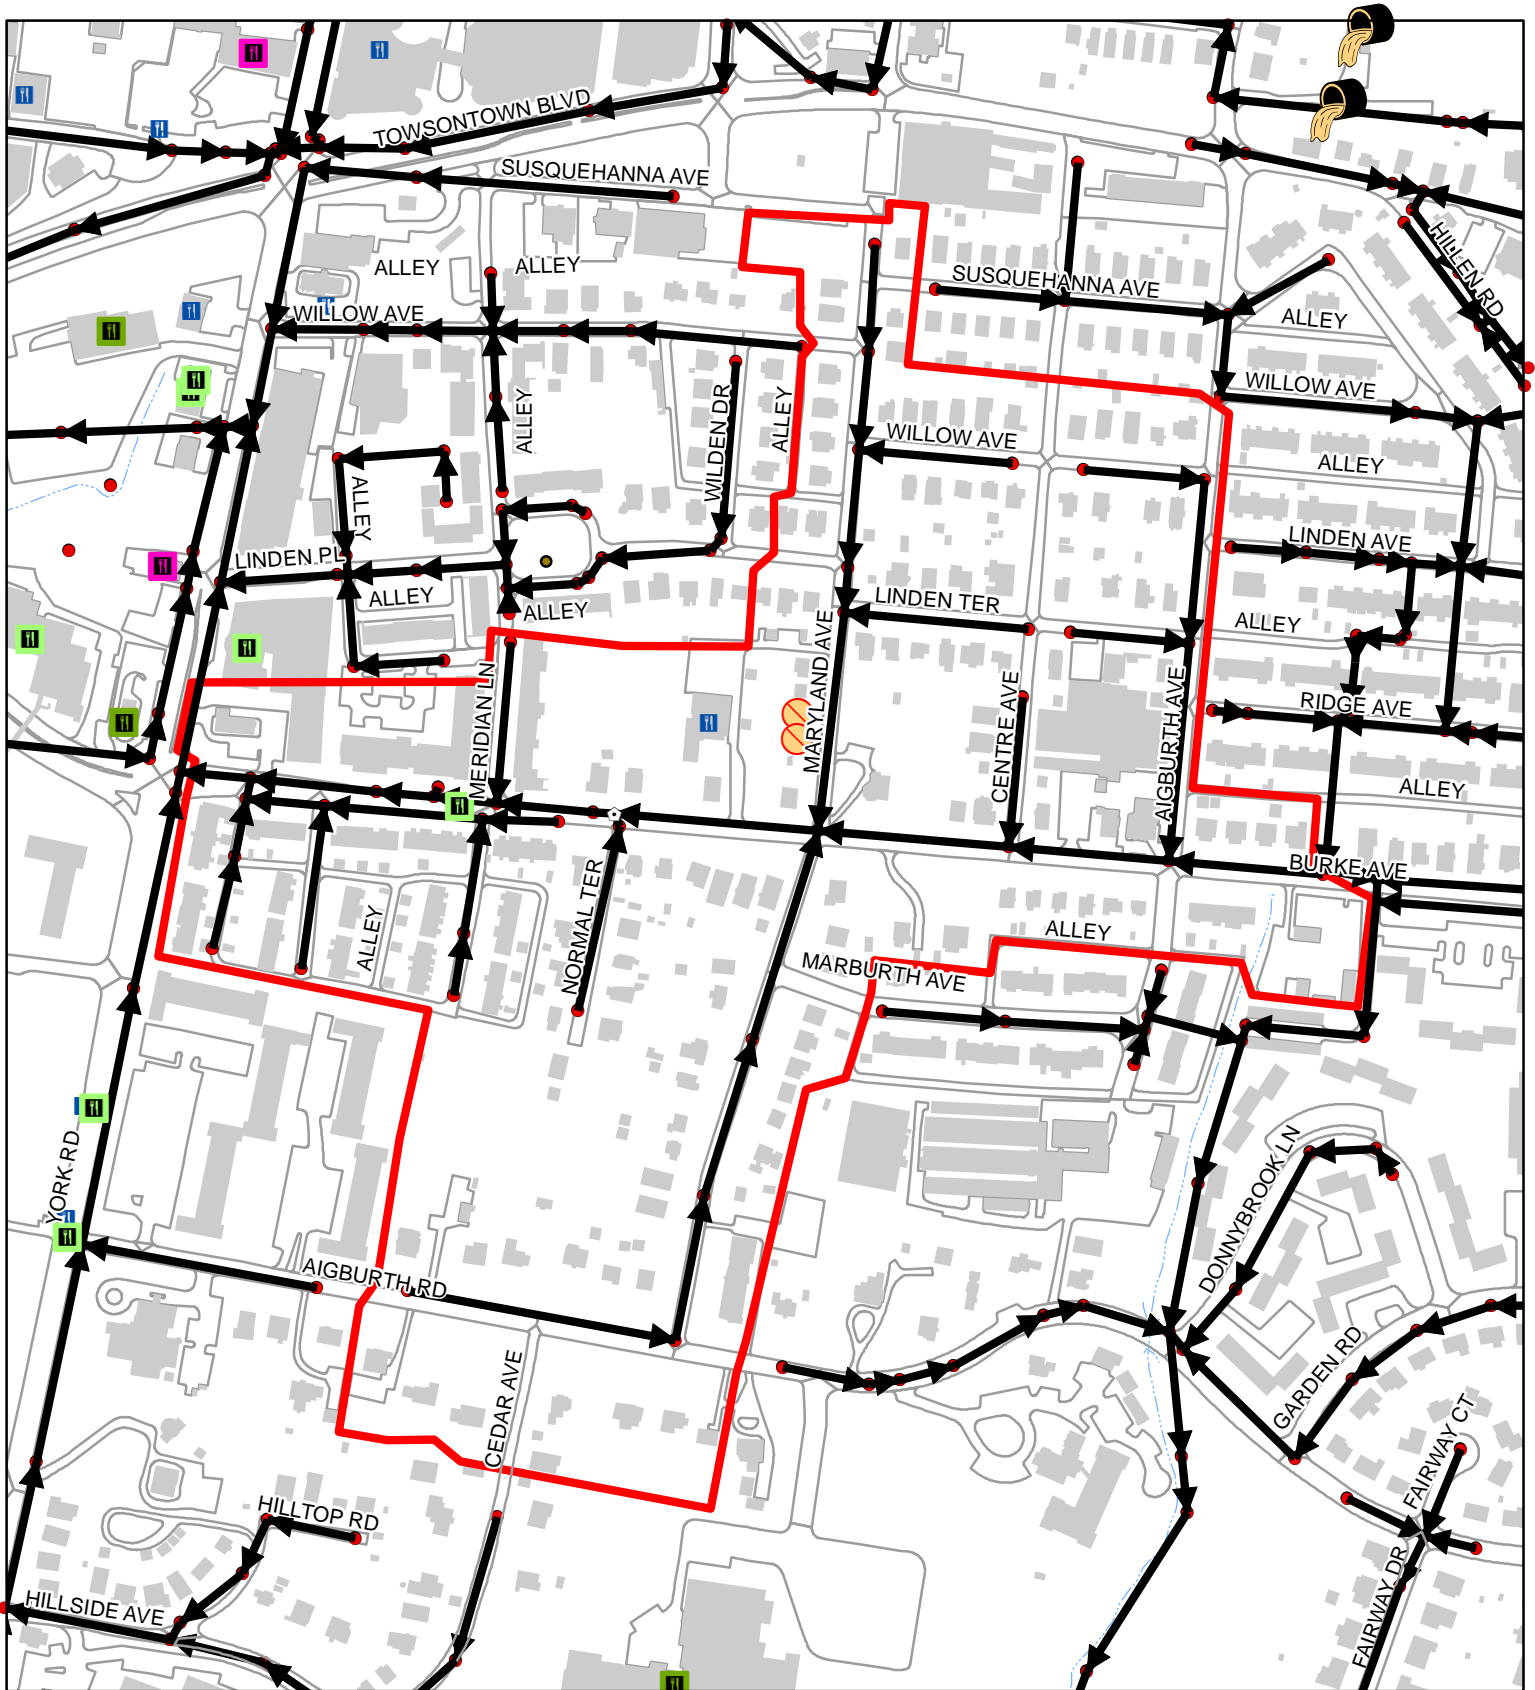 TOWSONTOWN BLVD
SUSQUEHANNA AVE
HILLEN RD
ALLEY
ALLEY
SUSQUEHANNA AVE
WILLOW AVE
ALLEY
WILLOW AVE
ALLEY
ALLEY
WILDEN DR
WILLOW AVE
ALLEY
ALLEY
LINDEN AVE
LINDEN PL
ALLEY
LINDEN TER
ALLEY
ALLEY
MARYLAND AVE
MERIDIAN LN
CENTRE AVE
AIGBURTH AVE
RIDGE AVE
ALLEY
BURKE AVE
NORMAL TER
ALLEY
ALLEY
MARBURTH AVE
YORK RD
DONNYBROOK LN
AIGBURTH RD
GARDEN RD
CEDAR AVE
FAIRWAY CT
HILLTOP RD
FAIRWAY DR
HILLSIDE AVE